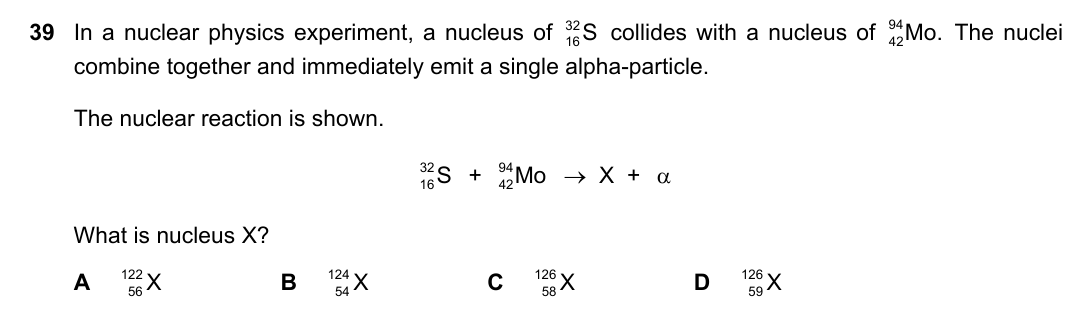 39 In a nuclear physics experiment, a nucleus of ³²₁₆S collides with a nucleus of ⁹⁴₄₂Mo. The nuclei
combine together and immediately emit a single alpha-particle.
The nuclear reaction is shown.
³²₁₆S + ⁹⁴₄₂Mo → X + α
What is nucleus X?
A ¹²²₅₆X B ¹²⁴₅₄X C ¹²⁶₅₈X D ¹²⁶₅₉X